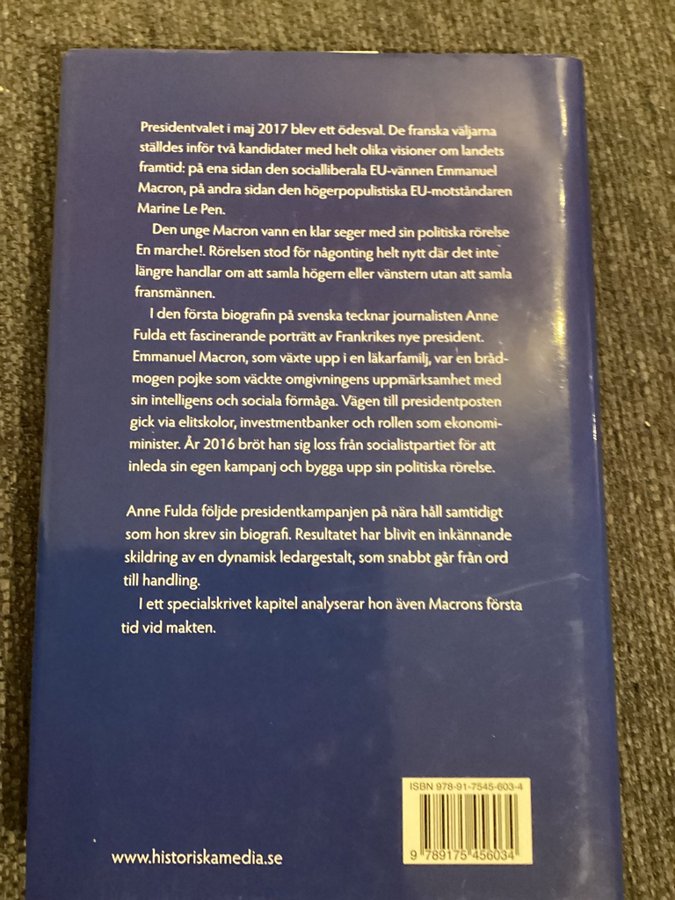 Presidentvalet i maj 2017 blev ett ödesval. De franska väljarna
ställdes inför två kandidater med helt olika visioner om landets
framtid: på ena sidan den socialliberala EU-vännen Emmanuel
Macron, på andra sidan den högerpopulistiska EU-motståndaren
Marine Le Pen.
Den unge Macron vann en klar seger med sin politiska rörelse
En marche!. Rörelsen stod för någonting helt nytt där det inte
längre handlar om att samla högern eller vänstern utan att samla
fransmännen.
I den första biografin på svenska tecknar journalisten Anne
Fulda ett fascinerande porträtt av Frankrikes nye president.
Emmanuel Macron, som växte upp i en läkarfamilj, var en bråd-
mogen pojke som väckte omgivningens uppmärksamhet med
sin intelligens och sociala förmåga. Vägen till presidentposten
gick via elitskolor, investmentbanker och rollen som ekonomi-
minister. År 2016 bröt han sig loss från socialistpartiet för att
inleda sin egen kampanj och bygga upp sin politiska rörelse.
Anne Fulda följde presidentkampanjen på nära håll samtidigt
som hon skrev sin biografi. Resultatet har blivit en inkännande
skildring av en dynamisk ledargestalt, som snabbt går från ord
till handling.
I ett specialskrivet kapitel analyserar hon även Macrons första
tid vid makten.
ISBN 978-91-7545-603-4
9 789175 456034
www.historiskamedia.se